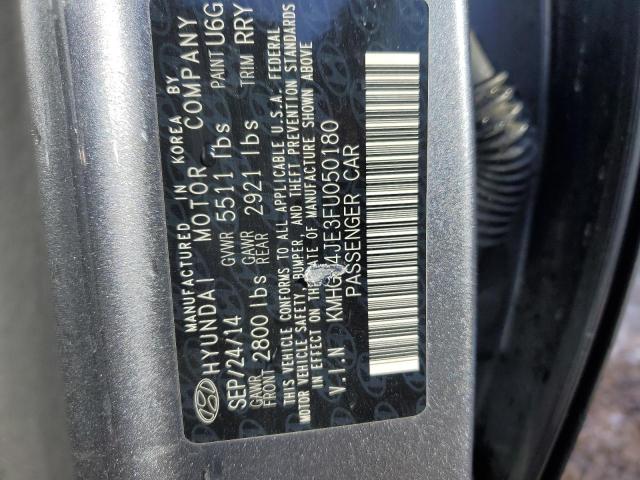 MANUFACTURED IN KOREA BY
HYUNDAI MOTOR COMPANY
SEP/24/14 GVWR 5511 lbs PAINT U6G
GAWR FRONT 2800 lbs GAWR REAR 2921 lbs TRIM RRY
THIS VEHICLE CONFORMS TO ALL APPLICABLE U.S.A. FEDERAL
MOTOR VEHICLE SAFETY, BUMPER, AND THEFT PREVENTION STANDARDS
IN EFFECT ON THE DATE OF MANUFACTURE SHOWN ABOVE
V.I.N KMHG 4JE3FU050180
PASSENGER CAR